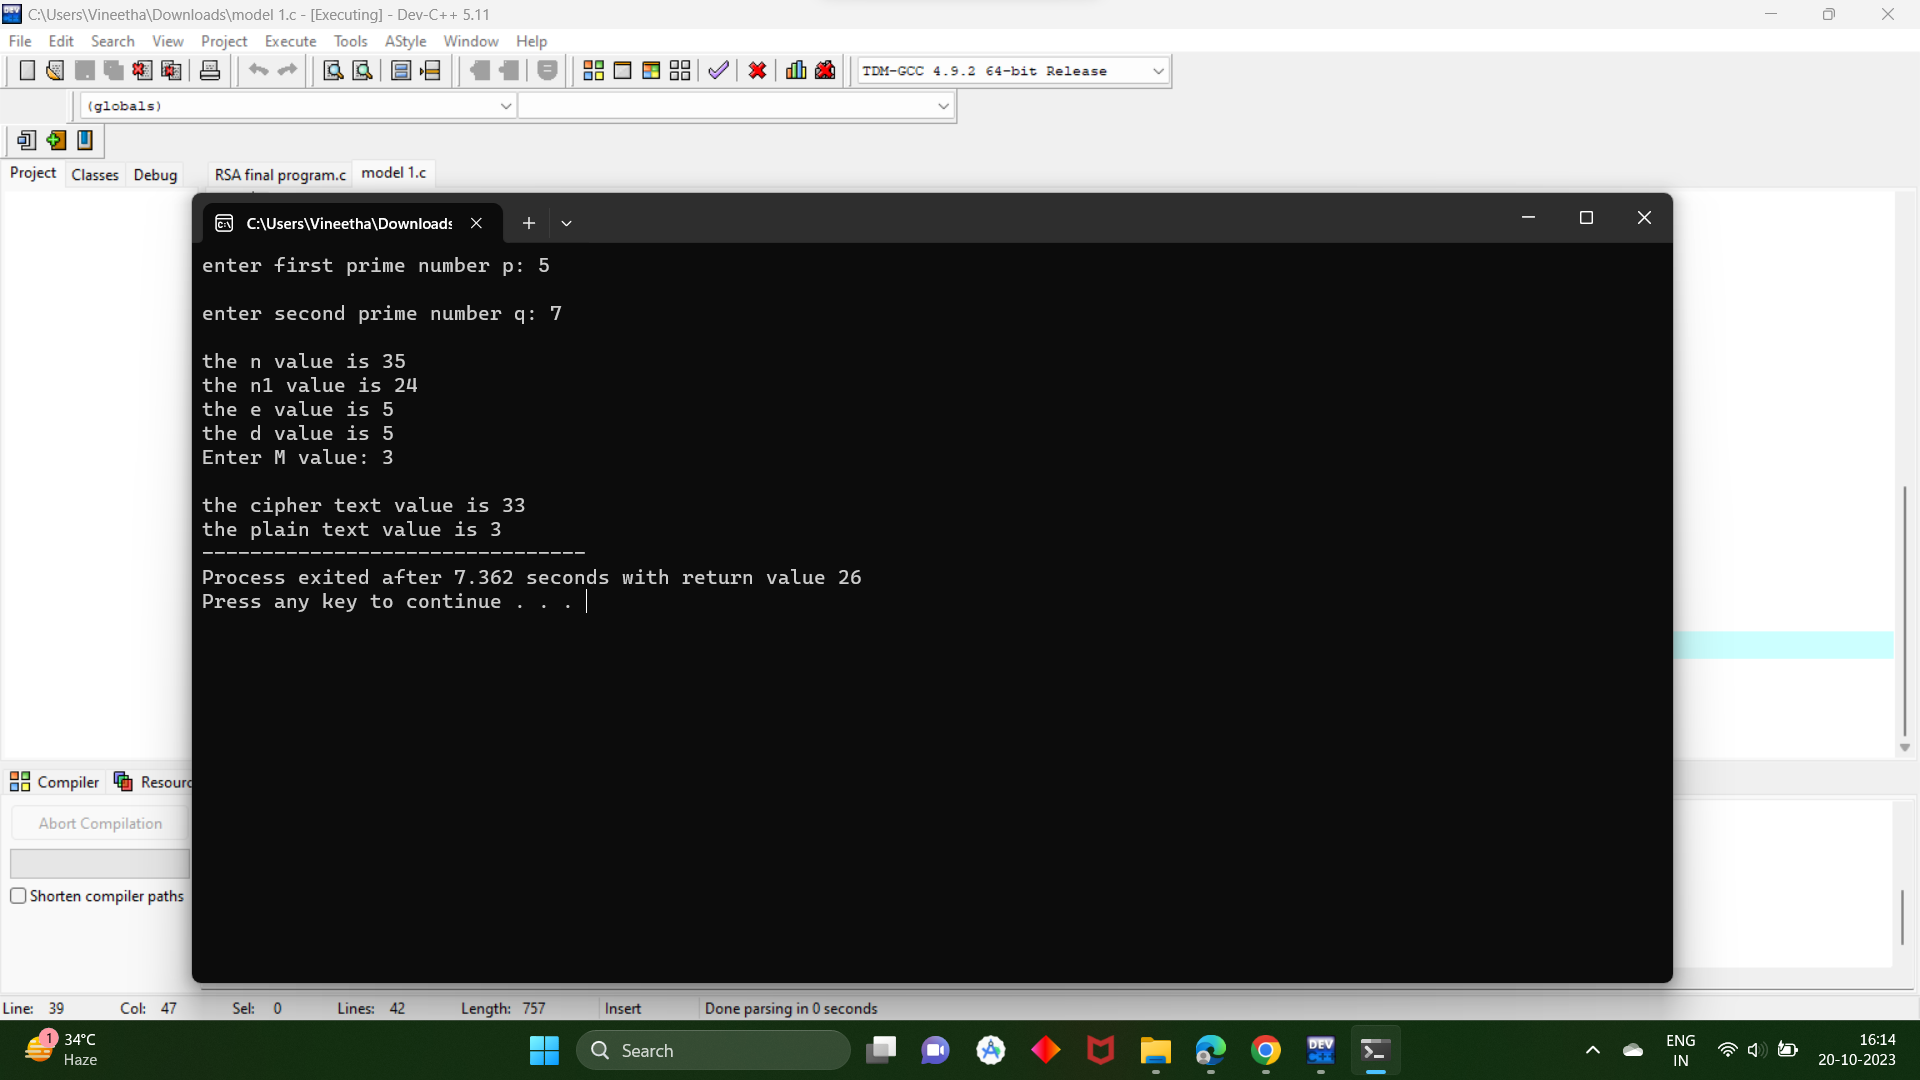 C:\Users\Vineetha\Downloads\model 1.c - [Executing] - Dev-C++ 5.11
File Edit Search View Project Execute Tools AStyle Window Help
TDM-GCC 4.9.2 64-bit Release
(globals)
Project Classes Debug RSA final program.c model 1.c
C:\Users\Vineetha\Downloads
enter first prime number p: 5
enter second prime number q: 7
the n value is 35
the n1 value is 24
the e value is 5
the d value is 5
Enter M value: 3
the cipher text value is 33
the plain text value is 3
--------------------------------
Process exited after 7.362 seconds with return value 26
Press any key to continue . . .
Compiler Resourc
Abort Compilation
Shorten compiler paths
Line: 39 Col: 47 Sel: 0 Lines: 42 Length: 757 Insert Done parsing in 0 seconds
1 34°C
Haze
Search
DEV
ENG
IN
16:14
20-10-2023